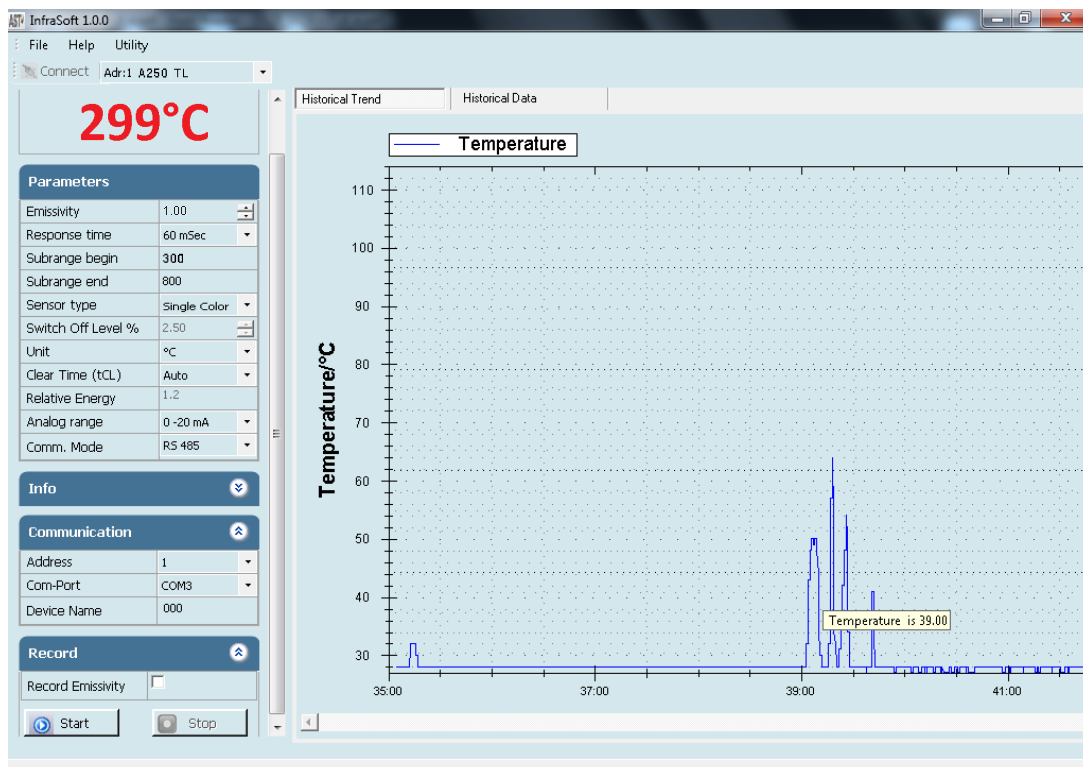 AST InfraSoft 1.0.0
File Help Utility
Connect Adr:1 A250 TL
299°C
Parameters
Emissivity 1.00
Response time 60 mSec
Subrange begin 300
Subrange end 800
Sensor type Single Color
Switch Off Level % 2.50
Unit °C
Clear Time (tCL) Auto
Relative Energy 1.2
Analog range 0 -20 mA
Comm. Mode RS 485
Info
Communication
Address 1
Com-Port COM3
Device Name 000
Record
Record Emissivity
Start Stop
Historical Trend Historical Data
Temperature
Temperature/°C
110
100
90
80
70
60
50
40
30
Temperature is 39.00
35:00 37:00 39:00 41:00